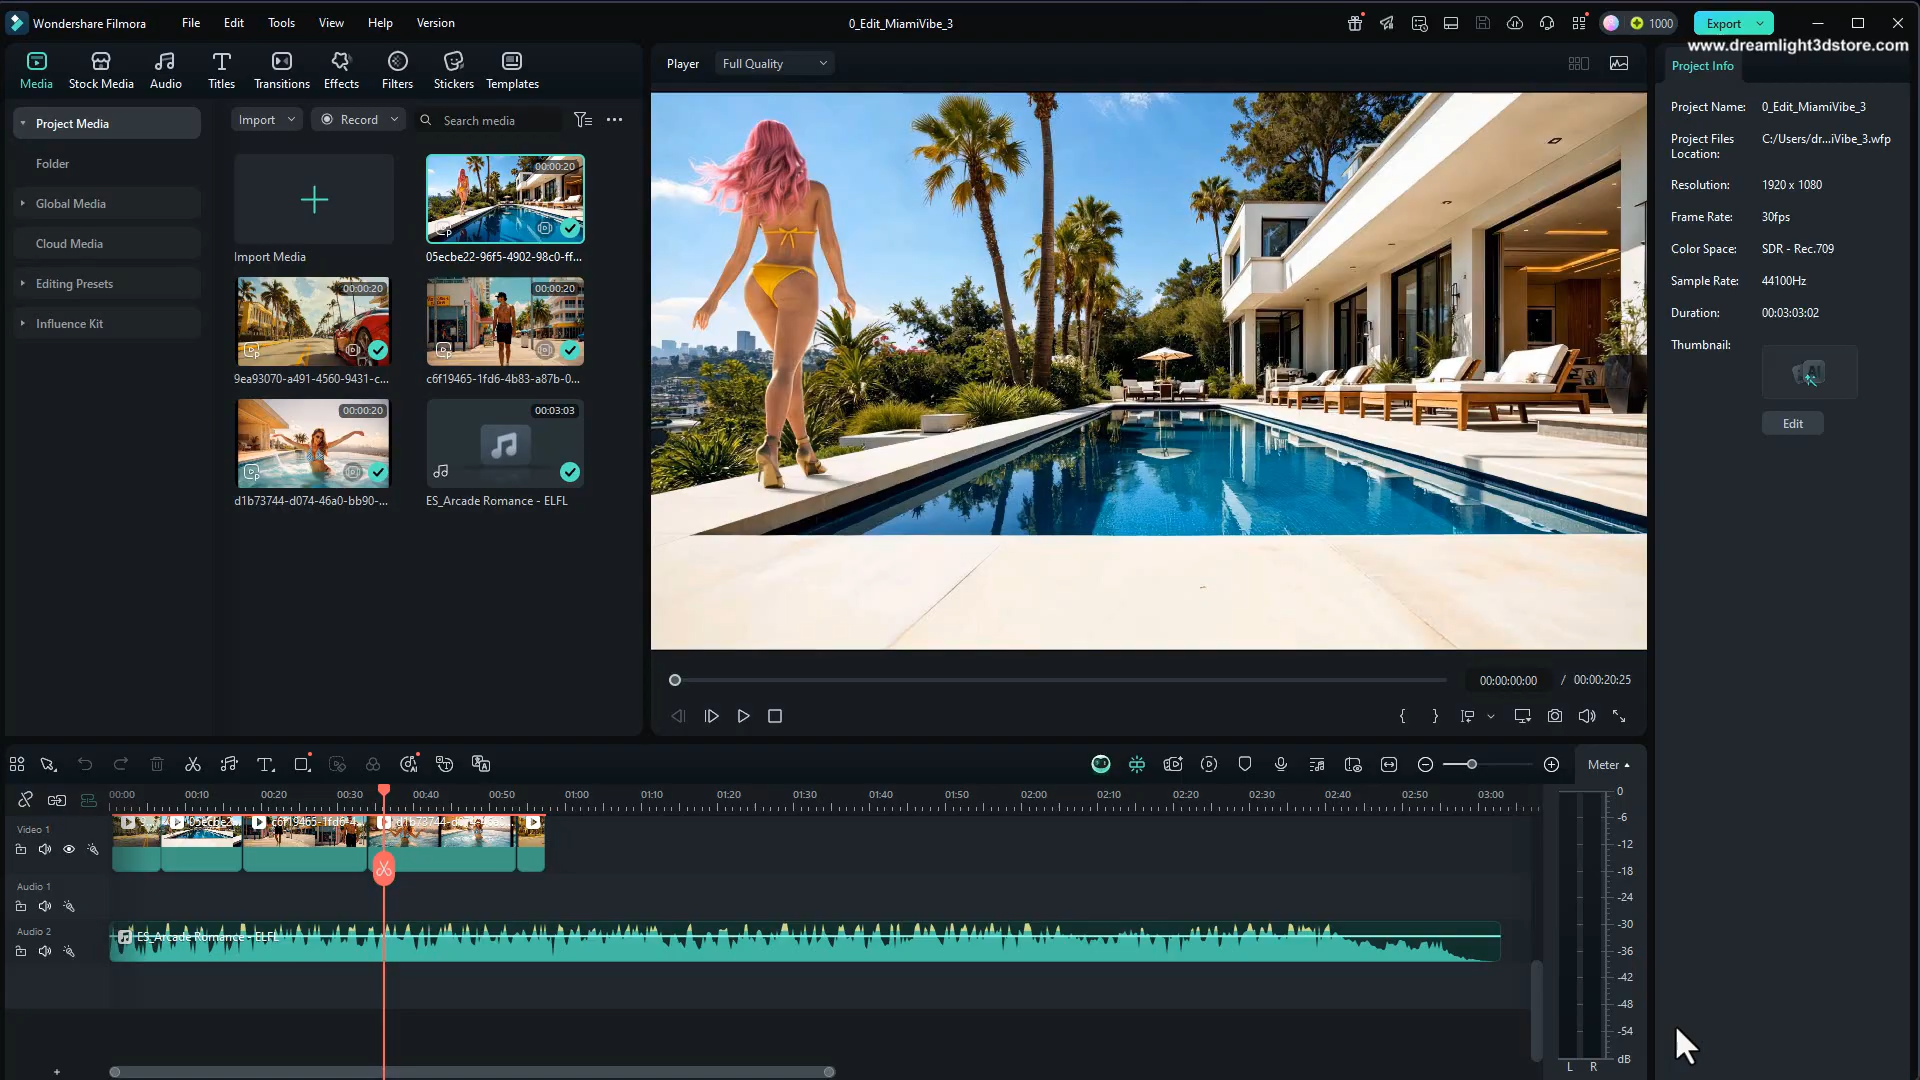 Wondershare Filmora
File
Edit
Tools
View
Help
Version
0_Edit_MiamiVibe_3
1000
Export
www.dreamlight3dstore.com
Media
Stock Media
Audio
Titles
Transitions
Effects
Filters
Stickers
Templates
Player
Full Quality
Project Info
Project Media
Folder
Global Media
Cloud Media
Editing Presets
Influence Kit
Import
Record
Search media
Import Media
00:00:20
05ecbe22-96f5-4902-98c0-ff...
00:00:20
9ea93070-a491-4560-9431-c...
00:00:20
c6f19465-1fd6-4b83-a87b-0...
00:00:20
d1b73744-d074-46a0-bb90-...
00:03:03
ES_Arcade Romance - ELFL
Project Name: 0_Edit_MiamiVibe_3
Project Files Location: C:/Users/dr...iVibe_3.wfp
Resolution: 1920 x 1080
Frame Rate: 30fps
Color Space: SDR - Rec.709
Sample Rate: 44100Hz
Duration: 00:03:03:02
Thumbnail:
Edit
00:00:00:00 / 00:00:20:25
Meter
00:00 00:10 00:20 00:30 00:40 00:50 01:00 01:10 01:20 01:30 01:40 01:50 02:00 02:10 02:20 02:30 02:40 02:50 03:00
Video 1
Audio 1
Audio 2
ES_Arcade Romance - ELFL
0
-6
-12
-18
-24
-30
-36
-42
-48
-54
dB
L R